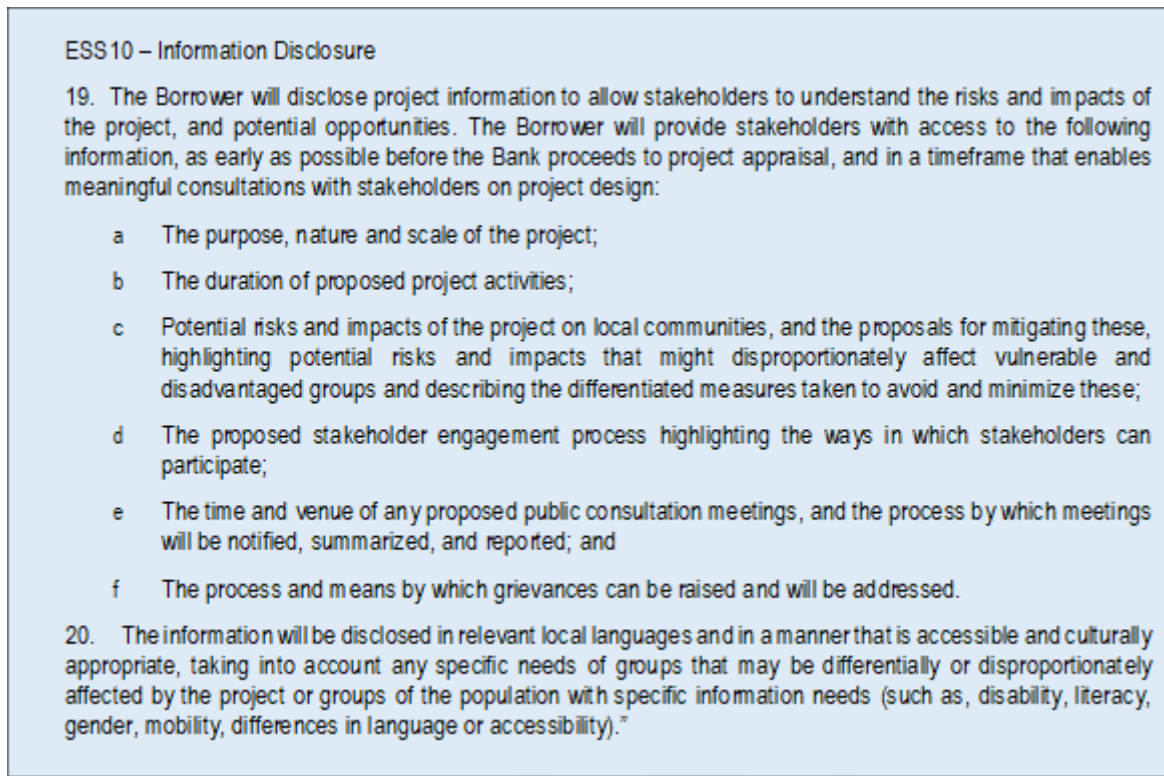 ESS10 – Information Disclosure
19. The Borrower will disclose project information to allow stakeholders to understand the risks and impacts of
the project, and potential opportunities. The Borrower will provide stakeholders with access to the following
information, as early as possible before the Bank proceeds to project appraisal, and in a timeframe that enables
meaningful consultations with stakeholders on project design:
a The purpose, nature and scale of the project;
b The duration of proposed project activities;
c Potential risks and impacts of the project on local communities, and the proposals for mitigating these,
highlighting potential risks and impacts that might disproportionately affect vulnerable and
disadvantaged groups and describing the differentiated measures taken to avoid and minimize these;
d The proposed stakeholder engagement process highlighting the ways in which stakeholders can
participate;
e The time and venue of any proposed public consultation meetings, and the process by which meetings
will be notified, summarized, and reported; and
f The process and means by which grievances can be raised and will be addressed.
20. The information will be disclosed in relevant local languages and in a manner that is accessible and culturally
appropriate, taking into account any specific needs of groups that may be differentially or disproportionately
affected by the project or groups of the population with specific information needs (such as, disability, literacy,
gender, mobility, differences in language or accessibility).”